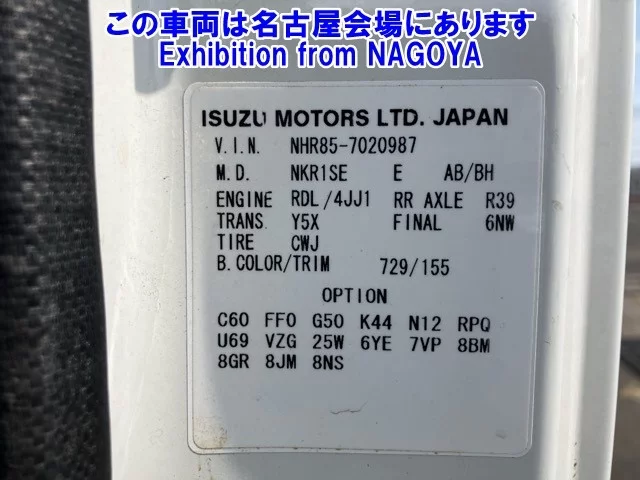 この車両は名古屋会場にあります
Exhibition from NAGOYA
ISUZU MOTORS LTD. JAPAN
V.I.N. NHR85-7020987
M.D. NKR1SE E AB/BH
ENGINE RDL/4JJ1 RR AXLE R39
TRANS Y5X FINAL 6NW
TIRE CWJ
B.COLOR/TRIM 729/155
OPTION
C60 FF0 G50 K44 N12 RPQ
U69 VZG 25W 6YE 7VP 8BM
8GR 8JM 8NS